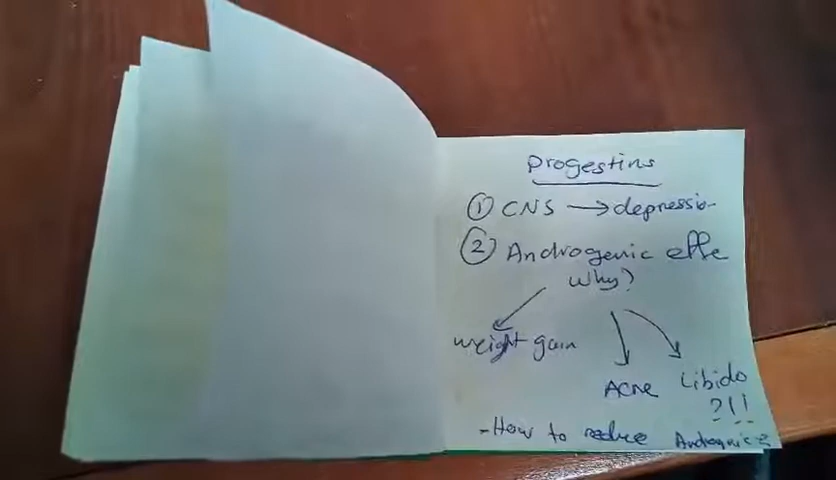 Progestins
① CNS → depressio
② Androgenic effe
Why?
weight gain
Acne Libido
?!!
- How to reduce Androgenic?